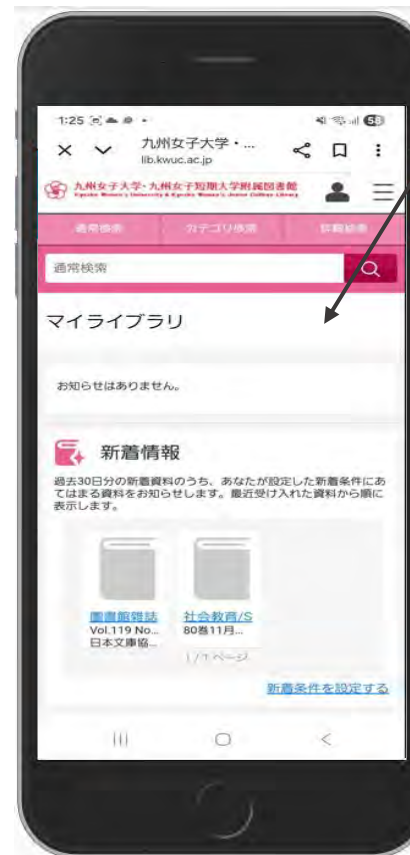 1:25
58
九州女子大学・...
lib.kwuc.ac.jp
九州女子大学・九州女子短期大学附属図書館
Kyushu Women's University & Kyushu Women's Junior College Library
通常検索 カテゴリ検索 詳細検索
通常検索
マイライブラリ
お知らせはありません。
新着情報
過去30日分の新着資料のうち、あなたが設定した新着条件にあ
てはまる資料をお知らせします。最近受け入れた資料から順に
表示します。
圖書館雑誌 社会教育/S
Vol.119 No... 80巻11月...
日本文庫協...
1 / 1 ページ
新着条件を設定する